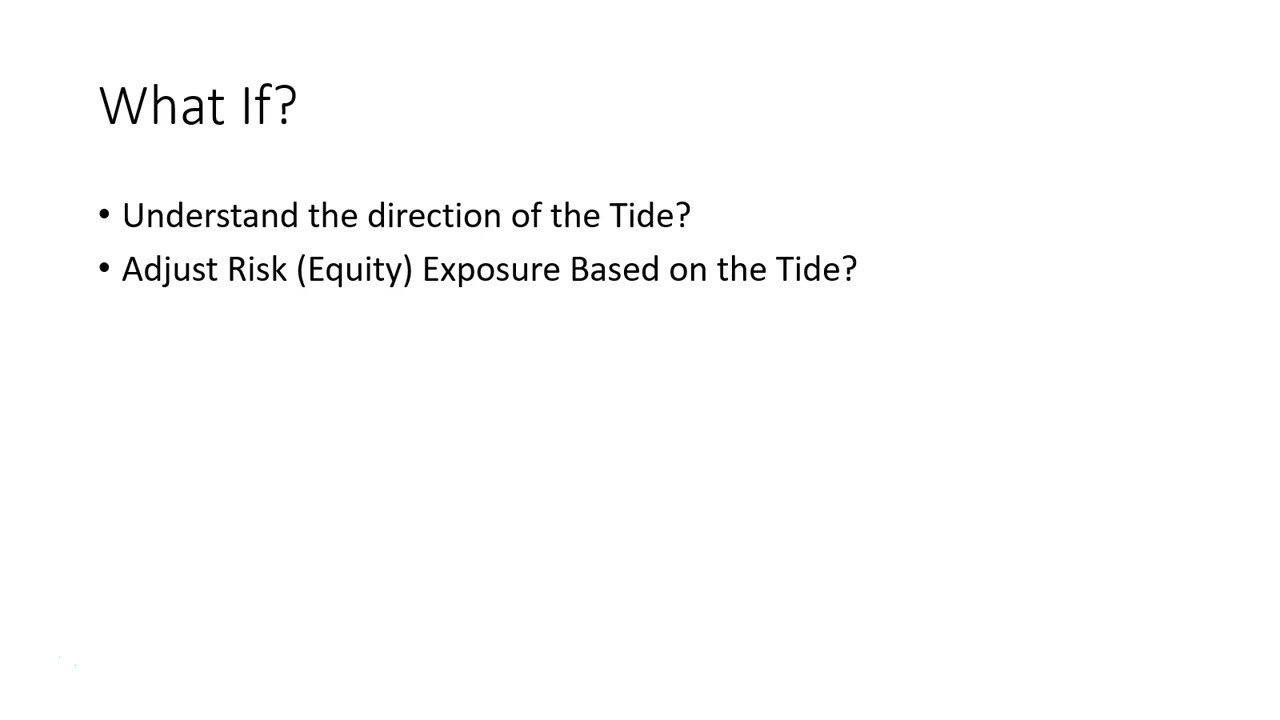 What If?
• Understand the direction of the Tide?
• Adjust Risk (Equity) Exposure Based on the Tide?